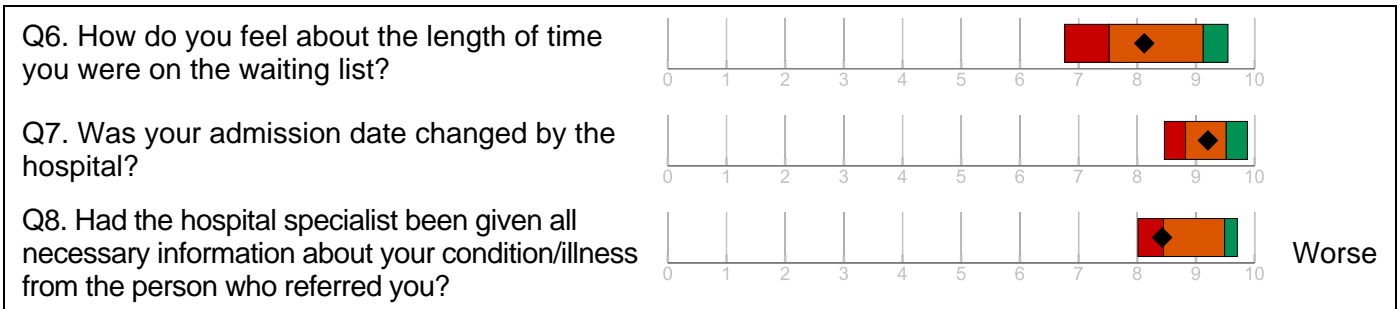 Q6. How do you feel about the length of time
you were on the waiting list?
0 1 2 3 4 5 6 7 8 9 10
Q7. Was your admission date changed by the
hospital?
0 1 2 3 4 5 6 7 8 9 10
Q8. Had the hospital specialist been given all
necessary information about your condition/illness
from the person who referred you?
0 1 2 3 4 5 6 7 8 9 10
Worse